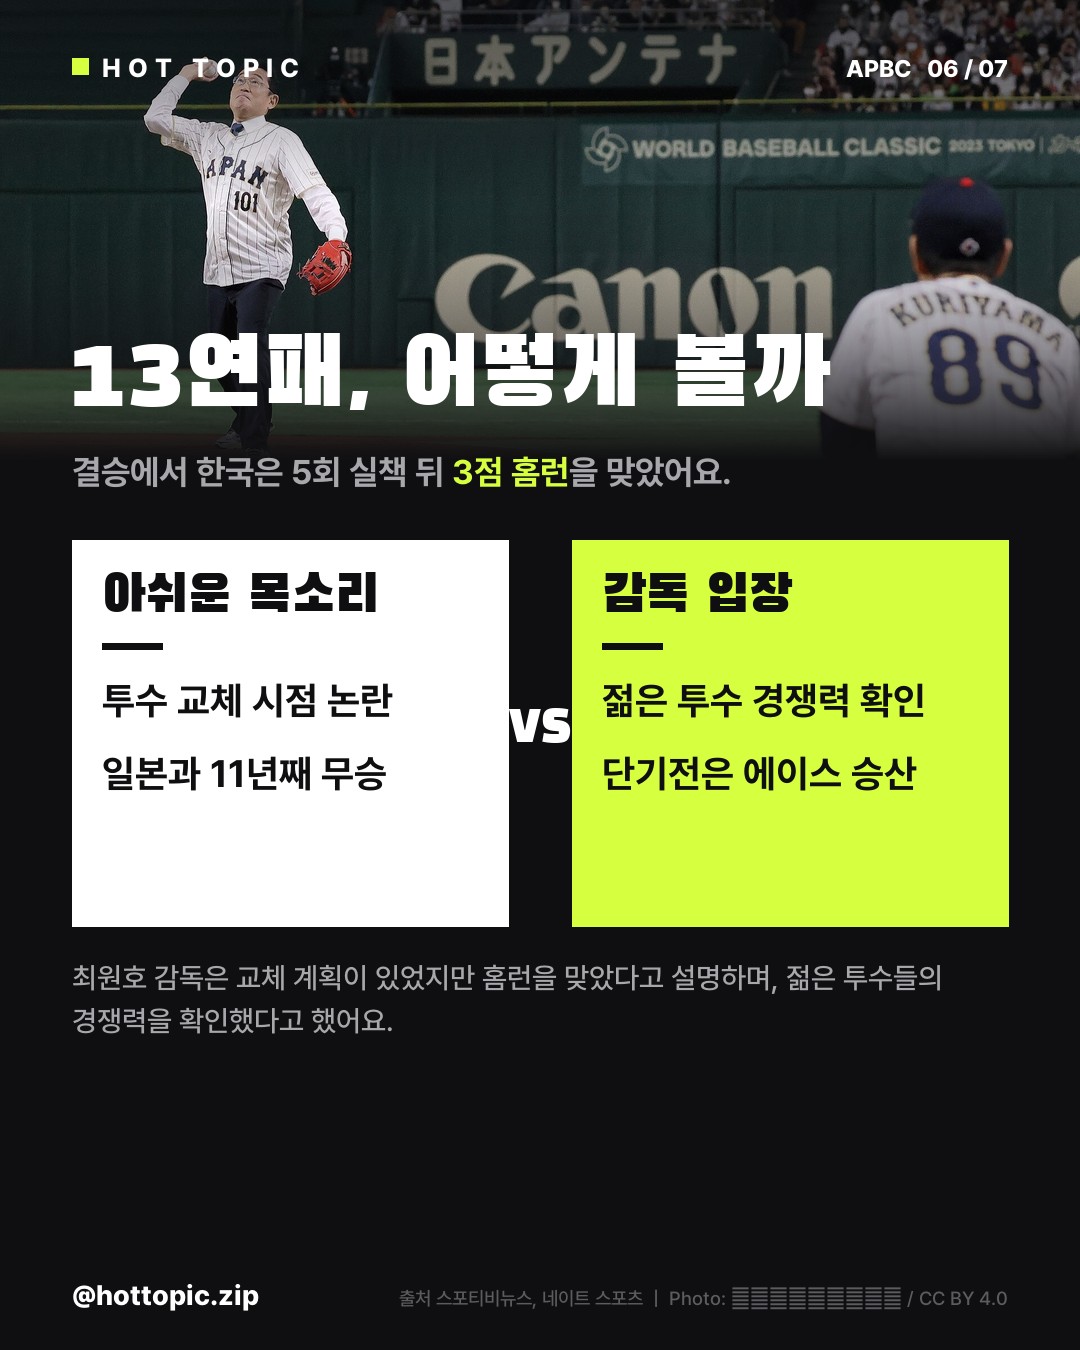 HOT TOPIC
APBC 06 / 07
日本アンテナ
WORLD BASEBALL CLASSIC 2023 TOKYO
JAPAN
101
Canon
KURIYAMA
89
13연패, 어떻게 볼까
결승에서 한국은 5회 실책 뒤 3점 홈런을 맞았어요.
아쉬운 목소리
투수 교체 시점 논란
일본과 11년째 무승
VS
감독 입장
젊은 투수 경쟁력 확인
단기전은 에이스 승산
최원호 감독은 교체 계획이 있었지만 홈런을 맞았다고 설명하며, 젊은 투수들의
경쟁력을 확인했다고 했어요.
@hottopic.zip
출처 스포티비뉴스, 네이트 스포츠 | Photo: / CC BY 4.0